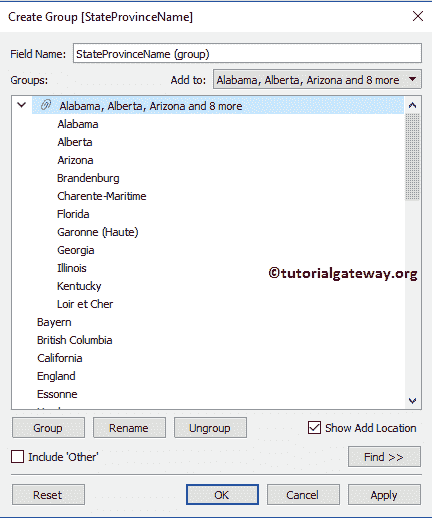 Create Group [StateProvinceName]
Field Name: StateProvinceName (group)
Groups: Add to: Alabama, Alberta, Arizona and 8 more
Alabama, Alberta, Arizona and 8 more
Alabama
Alberta
Arizona
Brandenburg
Charente-Maritime
Florida
Garonne (Haute)
Georgia
Illinois
©tutorialgateway.org
Kentucky
Loir et Cher
Bayern
British Columbia
California
England
Essonne
Group Rename Ungroup Show Add Location
Include 'Other' Find >>
Reset OK Cancel Apply